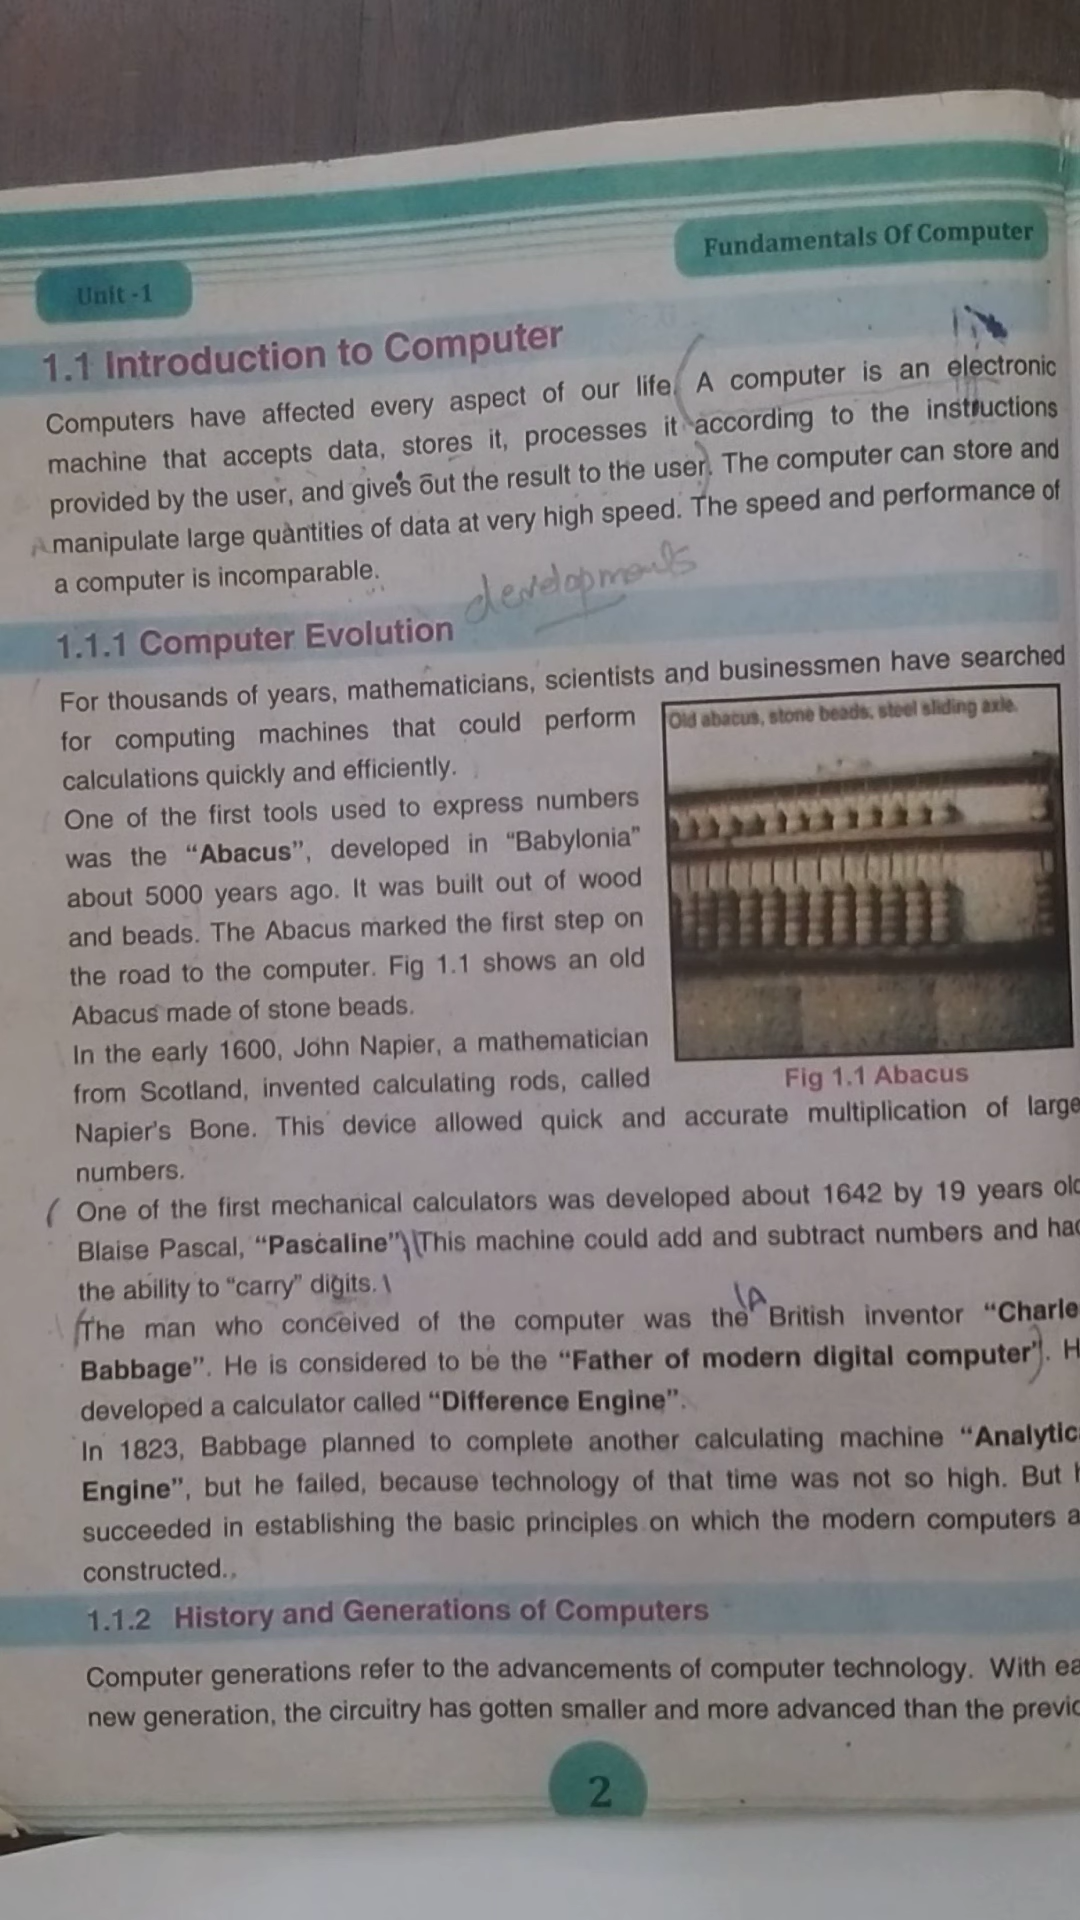 Fundamentals Of Computer
Unit -1
1.1 Introduction to Computer
Computers have affected every aspect of our life. A computer is an electronic
machine that accepts data, stores it, processes it according to the instructions
provided by the user, and gives out the result to the user. The computer can store and
manipulate large quantities of data at very high speed. The speed and performance of
a computer is incomparable.
developments
1.1.1 Computer Evolution
For thousands of years, mathematicians, scientists and businessmen have searched
for computing machines that could perform
calculations quickly and efficiently.
Old abacus, stone beads, steel sliding axle.
One of the first tools used to express numbers
was the “Abacus”, developed in “Babylonia”
about 5000 years ago. It was built out of wood
and beads. The Abacus marked the first step on
the road to the computer. Fig 1.1 shows an old
Abacus made of stone beads.
In the early 1600, John Napier, a mathematician
from Scotland, invented calculating rods, called
Fig 1.1 Abacus
Napier's Bone. This device allowed quick and accurate multiplication of large
numbers.
One of the first mechanical calculators was developed about 1642 by 19 years old
Blaise Pascal, “Pascaline” This machine could add and subtract numbers and had
the ability to “carry” digits.
A
The man who conceived of the computer was the British inventor “Charle
Babbage”. He is considered to be the “Father of modern digital computer”. H
developed a calculator called “Difference Engine”.
In 1823, Babbage planned to complete another calculating machine “Analytic
Engine”, but he failed, because technology of that time was not so high. But
succeeded in establishing the basic principles on which the modern computers a
constructed.
1.1.2 History and Generations of Computers
Computer generations refer to the advancements of computer technology. With ea
new generation, the circuitry has gotten smaller and more advanced than the previo
2